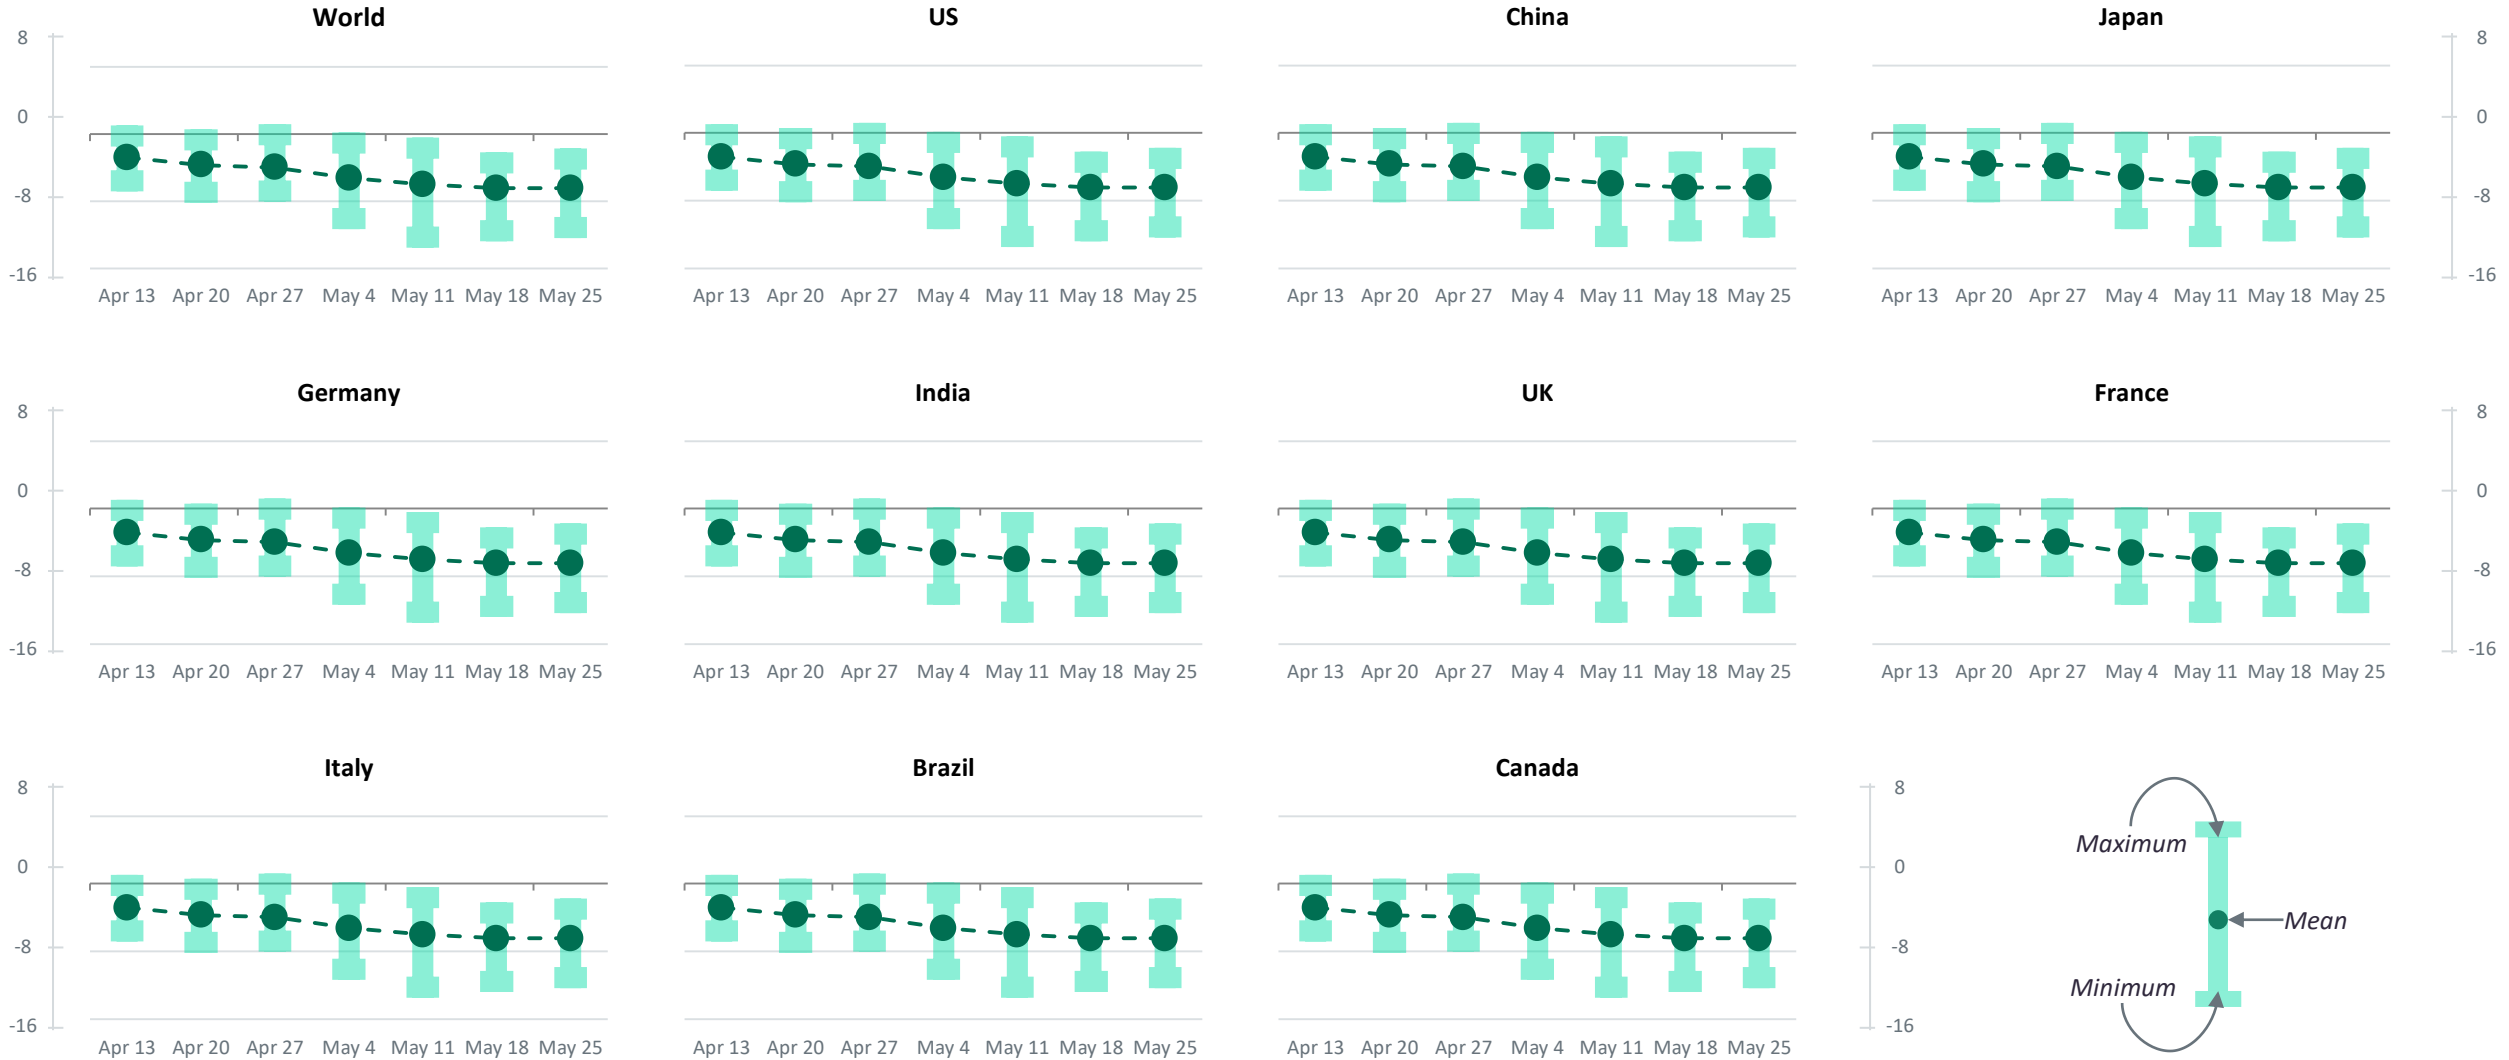 World US China Japan
8 8
0 0
-8 -8
-16 -16
Apr 13 Apr 20 Apr 27 May 4 May 11 May 18 May 25 Apr 13 Apr 20 Apr 27 May 4 May 11 May 18 May 25 Apr 13 Apr 20 Apr 27 May 4 May 11 May 18 May 25 Apr 13 Apr 20 Apr 27 May 4 May 11 May 18 May 25
Germany India UK France
8 8
0 0
-8 -8
-16 -16
Apr 13 Apr 20 Apr 27 May 4 May 11 May 18 May 25 Apr 13 Apr 20 Apr 27 May 4 May 11 May 18 May 25 Apr 13 Apr 20 Apr 27 May 4 May 11 May 18 May 25 Apr 13 Apr 20 Apr 27 May 4 May 11 May 18 May 25
Italy Brazil Canada
8 8
Maximum
0 0
Mean
-8 -8
Minimum
-16 -16
Apr 13 Apr 20 Apr 27 May 4 May 11 May 18 May 25 Apr 13 Apr 20 Apr 27 May 4 May 11 May 18 May 25 Apr 13 Apr 20 Apr 27 May 4 May 11 May 18 May 25